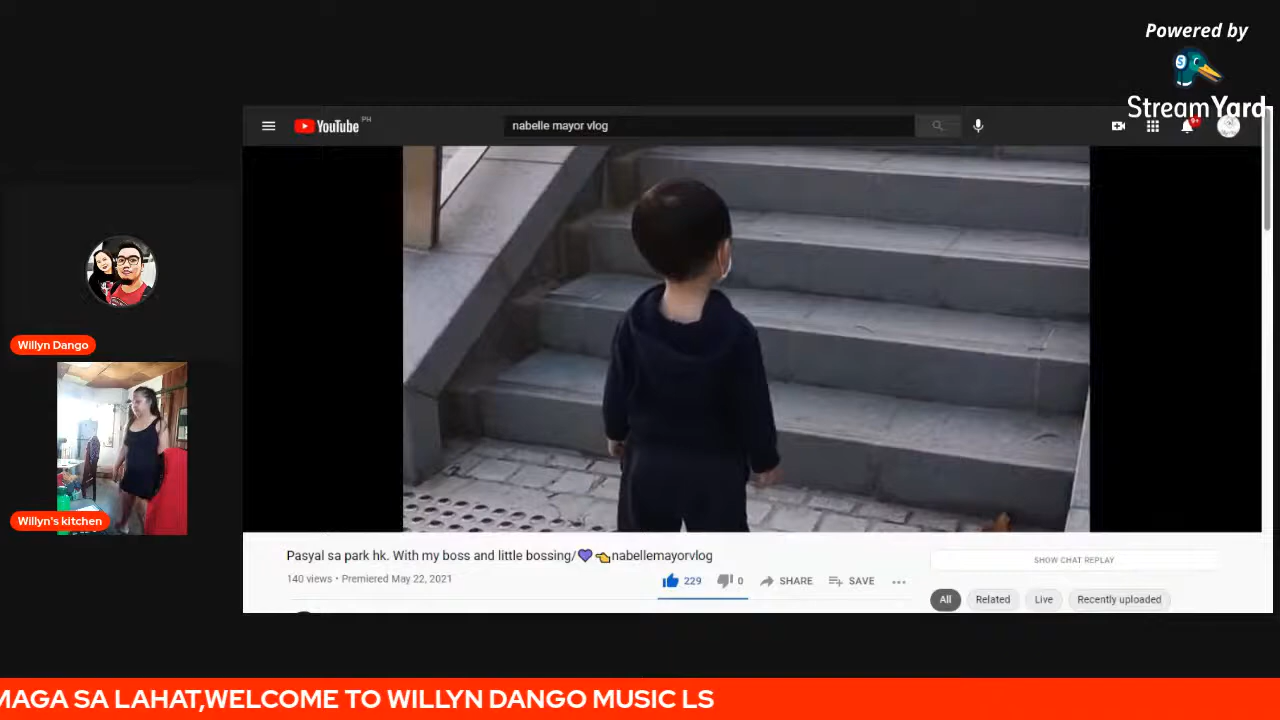 Powered by
StreamYard
YouTube PH
nabelle mayor vlog
9+
Willyn Dango
Willyn's kitchen
Pasyal sa park hk. With my boss and little bossing/💜👈nabellemayorvlog
140 views • Premiered May 22, 2021
229
0
SHARE
SAVE
SHOW CHAT REPLAY
All
Related
Live
Recently uploaded
MAGA SA LAHAT,WELCOME TO WILLYN DANGO MUSIC LS